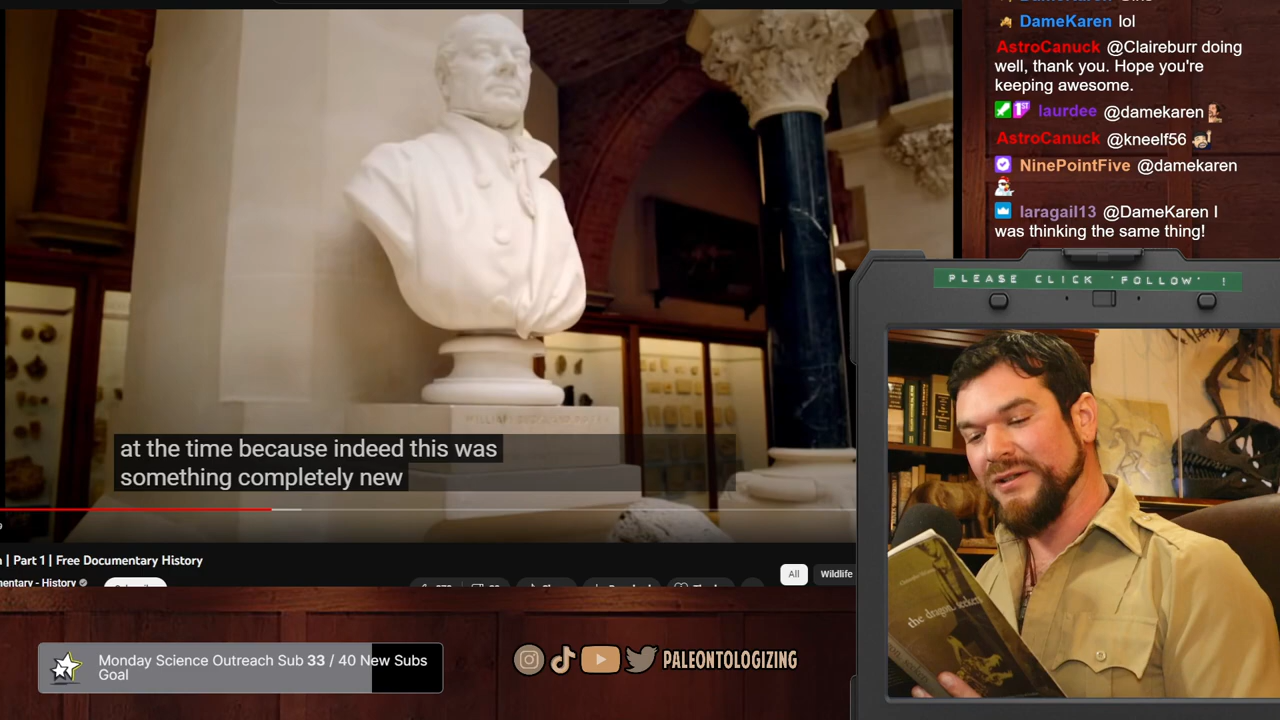 DameKaren lol
AstroCanuck @Claireburr doing
well, thank you. Hope you're
keeping awesome.
laurdee @damekaren
AstroCanuck @kneelf56
NinePointFive @damekaren
laragail13 @DameKaren I
was thinking the same thing!
PLEASE CLICK 'FOLLOW' !
at the time because indeed this was
something completely new
| Part 1 | Free Documentary History
mentary - History
All
Wildlife
the dragon seekers
Monday Science Outreach Sub 33 / 40 New Subs
Goal
PALEONTOLOGIZING